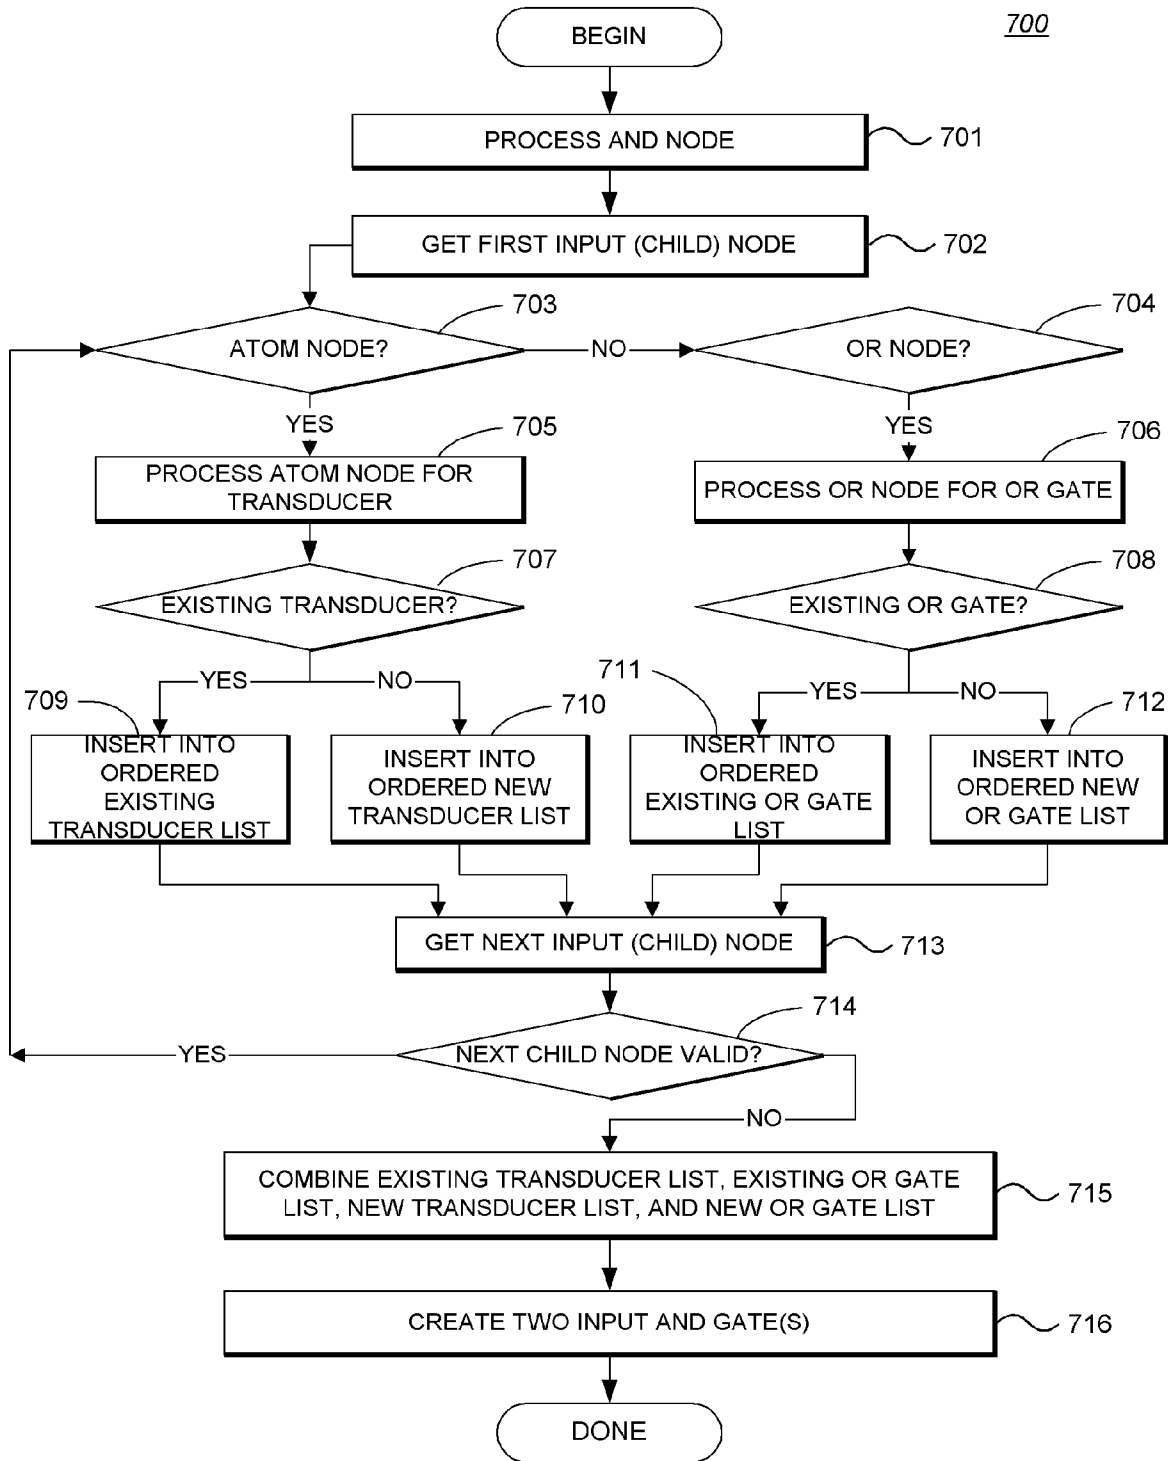 700
BEGIN
PROCESS AND NODE
701
GET FIRST INPUT (CHILD) NODE
702
703
704
ATOM NODE?
NO
OR NODE?
YES
705
YES
706
PROCESS ATOM NODE FOR
TRANSDUCER
PROCESS OR NODE FOR OR GATE
707
708
EXISTING TRANSDUCER?
EXISTING OR GATE?
YES
NO
YES
NO
709
710
711
712
INSERT INTO
ORDERED
EXISTING
TRANSDUCER LIST
INSERT INTO
ORDERED NEW
TRANSDUCER LIST
INSERT INTO
ORDERED
EXISTING OR GATE
LIST
INSERT INTO
ORDERED NEW
OR GATE LIST
GET NEXT INPUT (CHILD) NODE
713
714
YES
NEXT CHILD NODE VALID?
NO
COMBINE EXISTING TRANSDUCER LIST, EXISTING OR GATE
LIST, NEW TRANSDUCER LIST, AND NEW OR GATE LIST
715
CREATE TWO INPUT AND GATE(S)
716
DONE